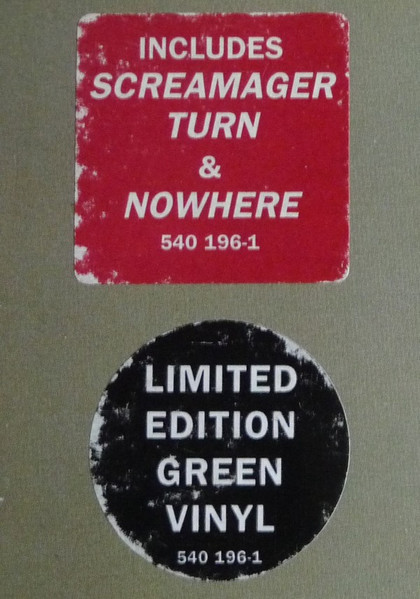 INCLUDES
SCREAMAGER
TURN
&
NOWHERE
540 196-1
LIMITED
EDITION
GREEN
VINYL
540 196-1